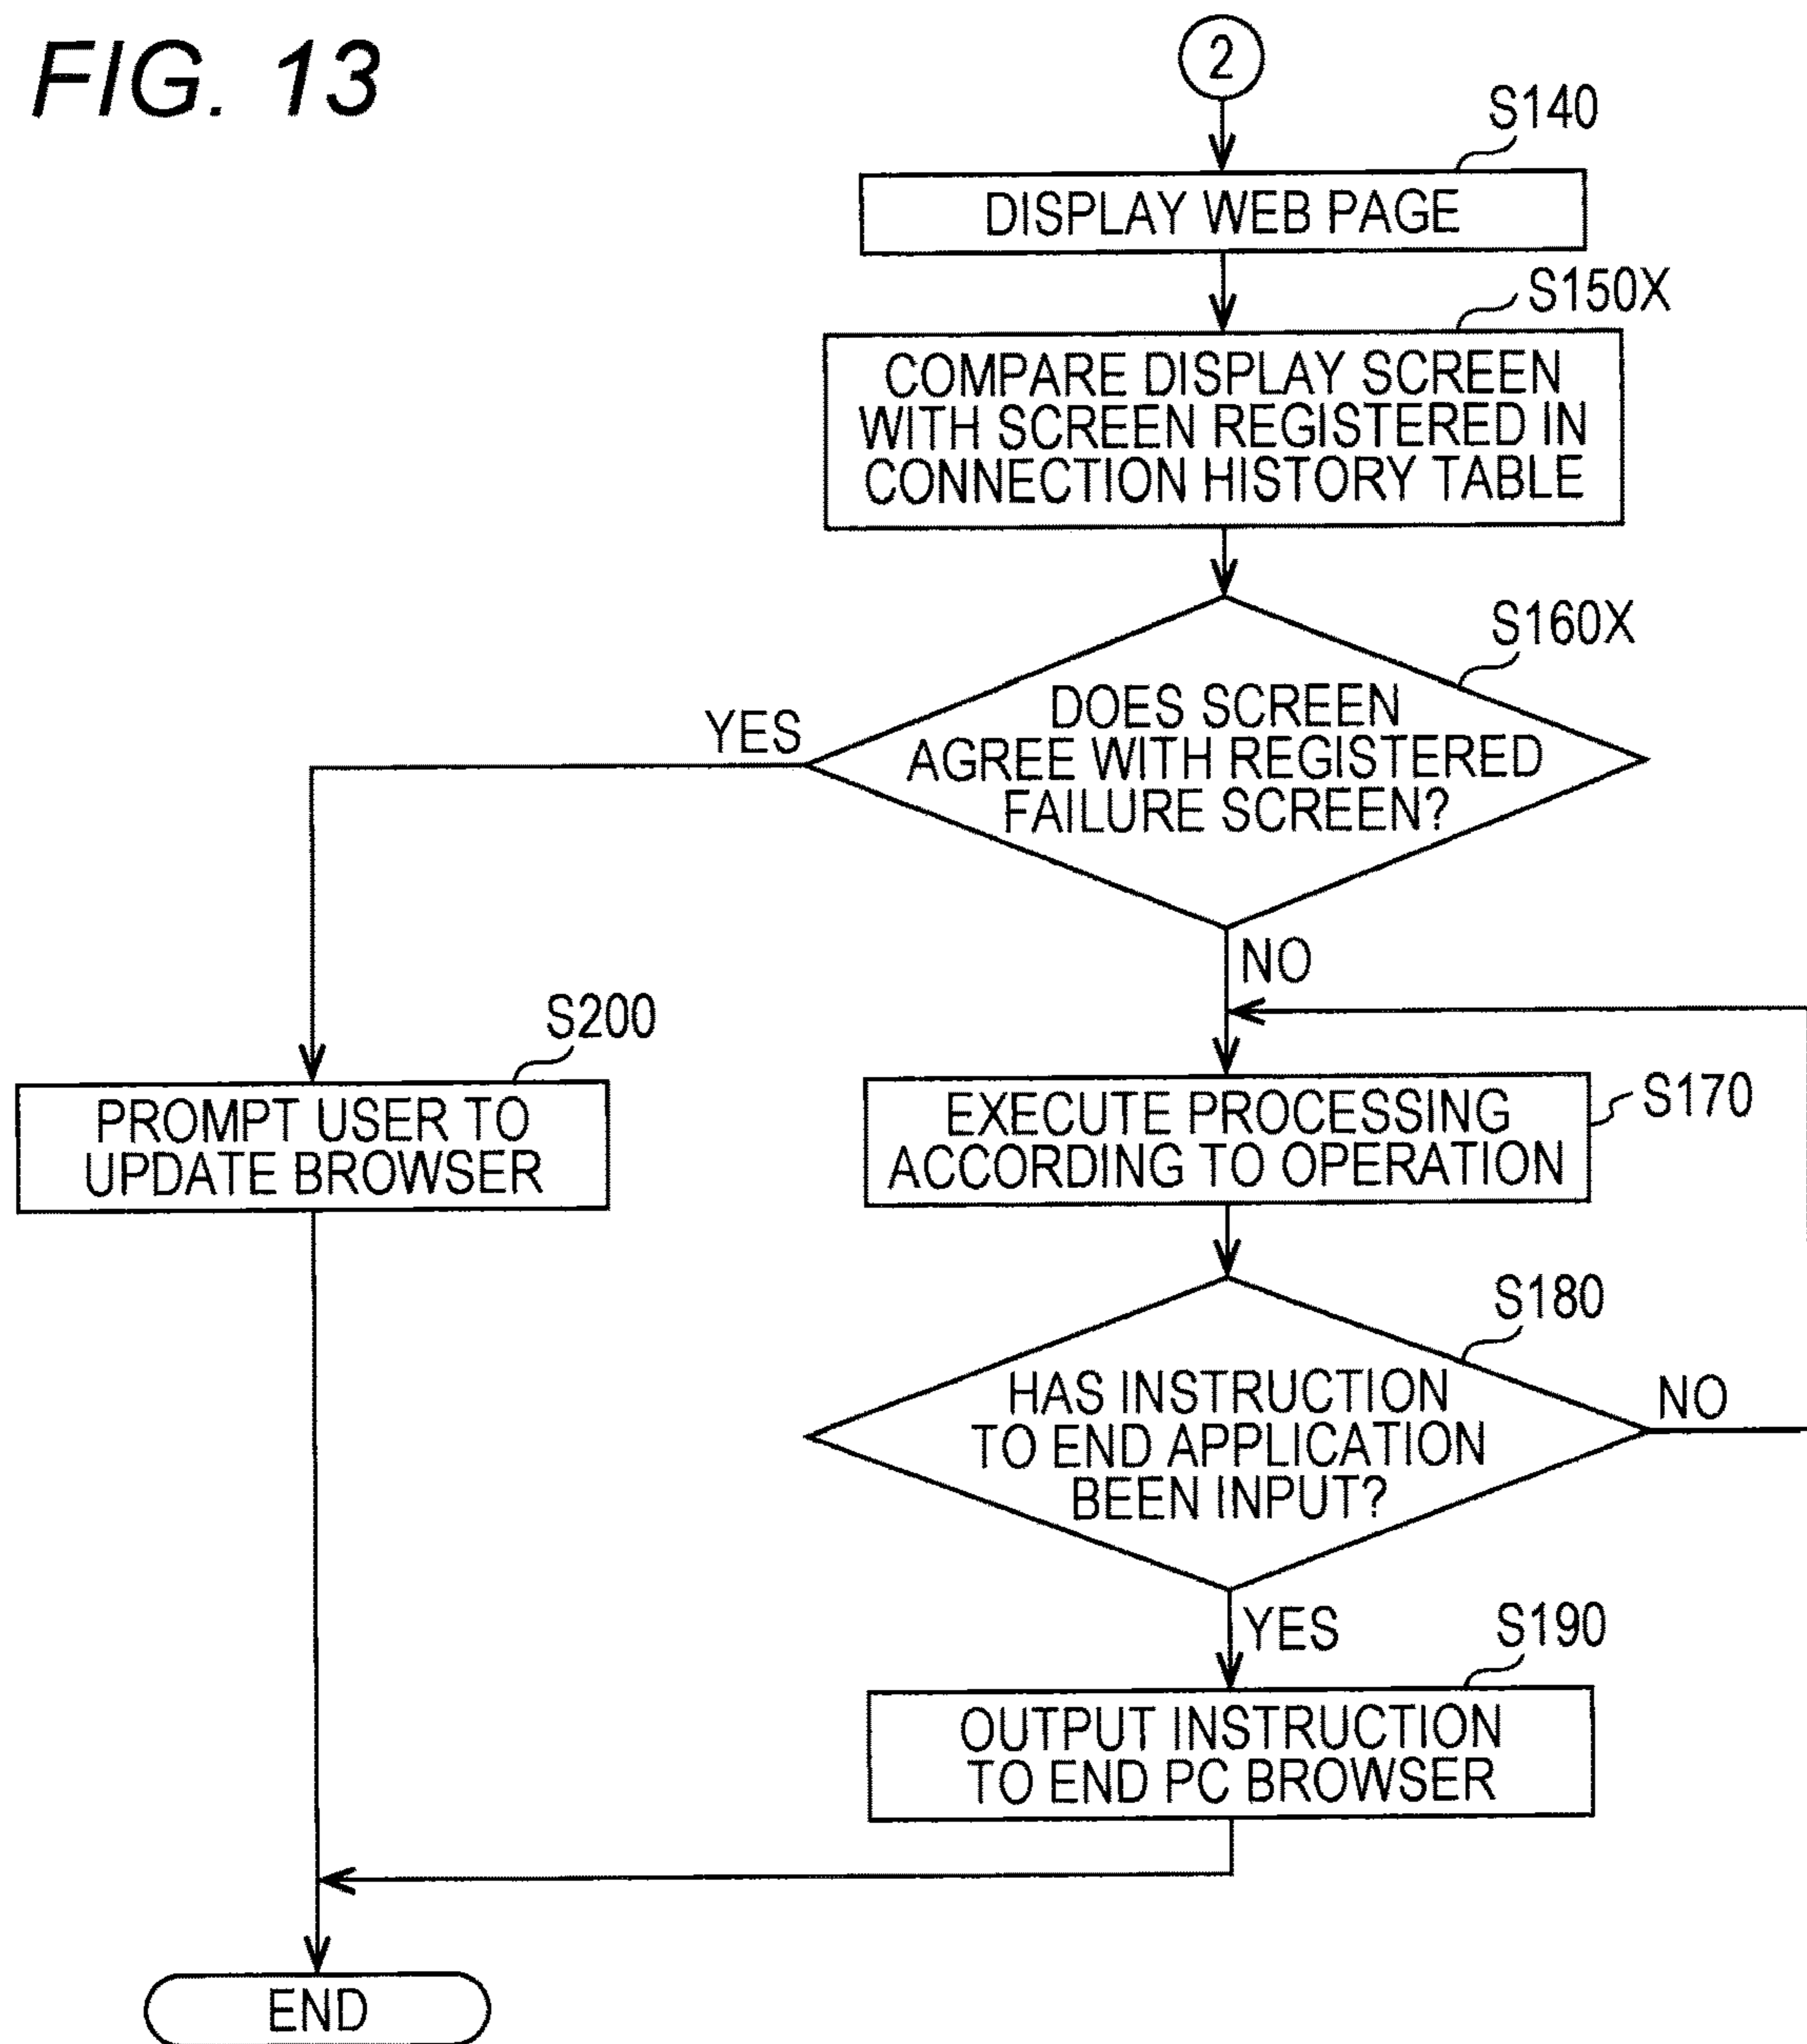 FIG. 13
2
S140
DISPLAY WEB PAGE
S150X
COMPARE DISPLAY SCREEN
WITH SCREEN REGISTERED IN
CONNECTION HISTORY TABLE
S160X
DOES SCREEN
AGREE WITH REGISTERED
FAILURE SCREEN?
YES
NO
S200
PROMPT USER TO
UPDATE BROWSER
S170
EXECUTE PROCESSING
ACCORDING TO OPERATION
S180
HAS INSTRUCTION
TO END APPLICATION
BEEN INPUT?
NO
YES
S190
OUTPUT INSTRUCTION
TO END PC BROWSER
END